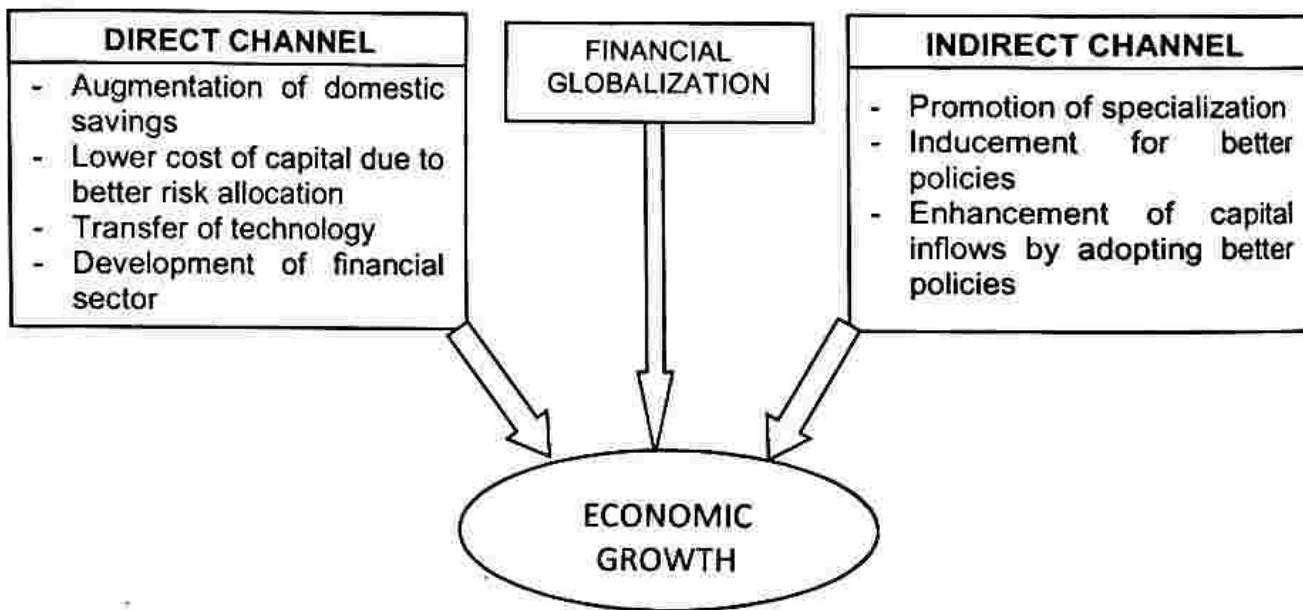 DIRECT CHANNEL
- Augmentation of domestic
savings
- Lower cost of capital due to
better risk allocation
- Transfer of technology
- Development of financial
sector
FINANCIAL
GLOBALIZATION
INDIRECT CHANNEL
- Promotion of specialization
- Inducement for better
policies
- Enhancement of capital
inflows by adopting better
policies
ECONOMIC
GROWTH